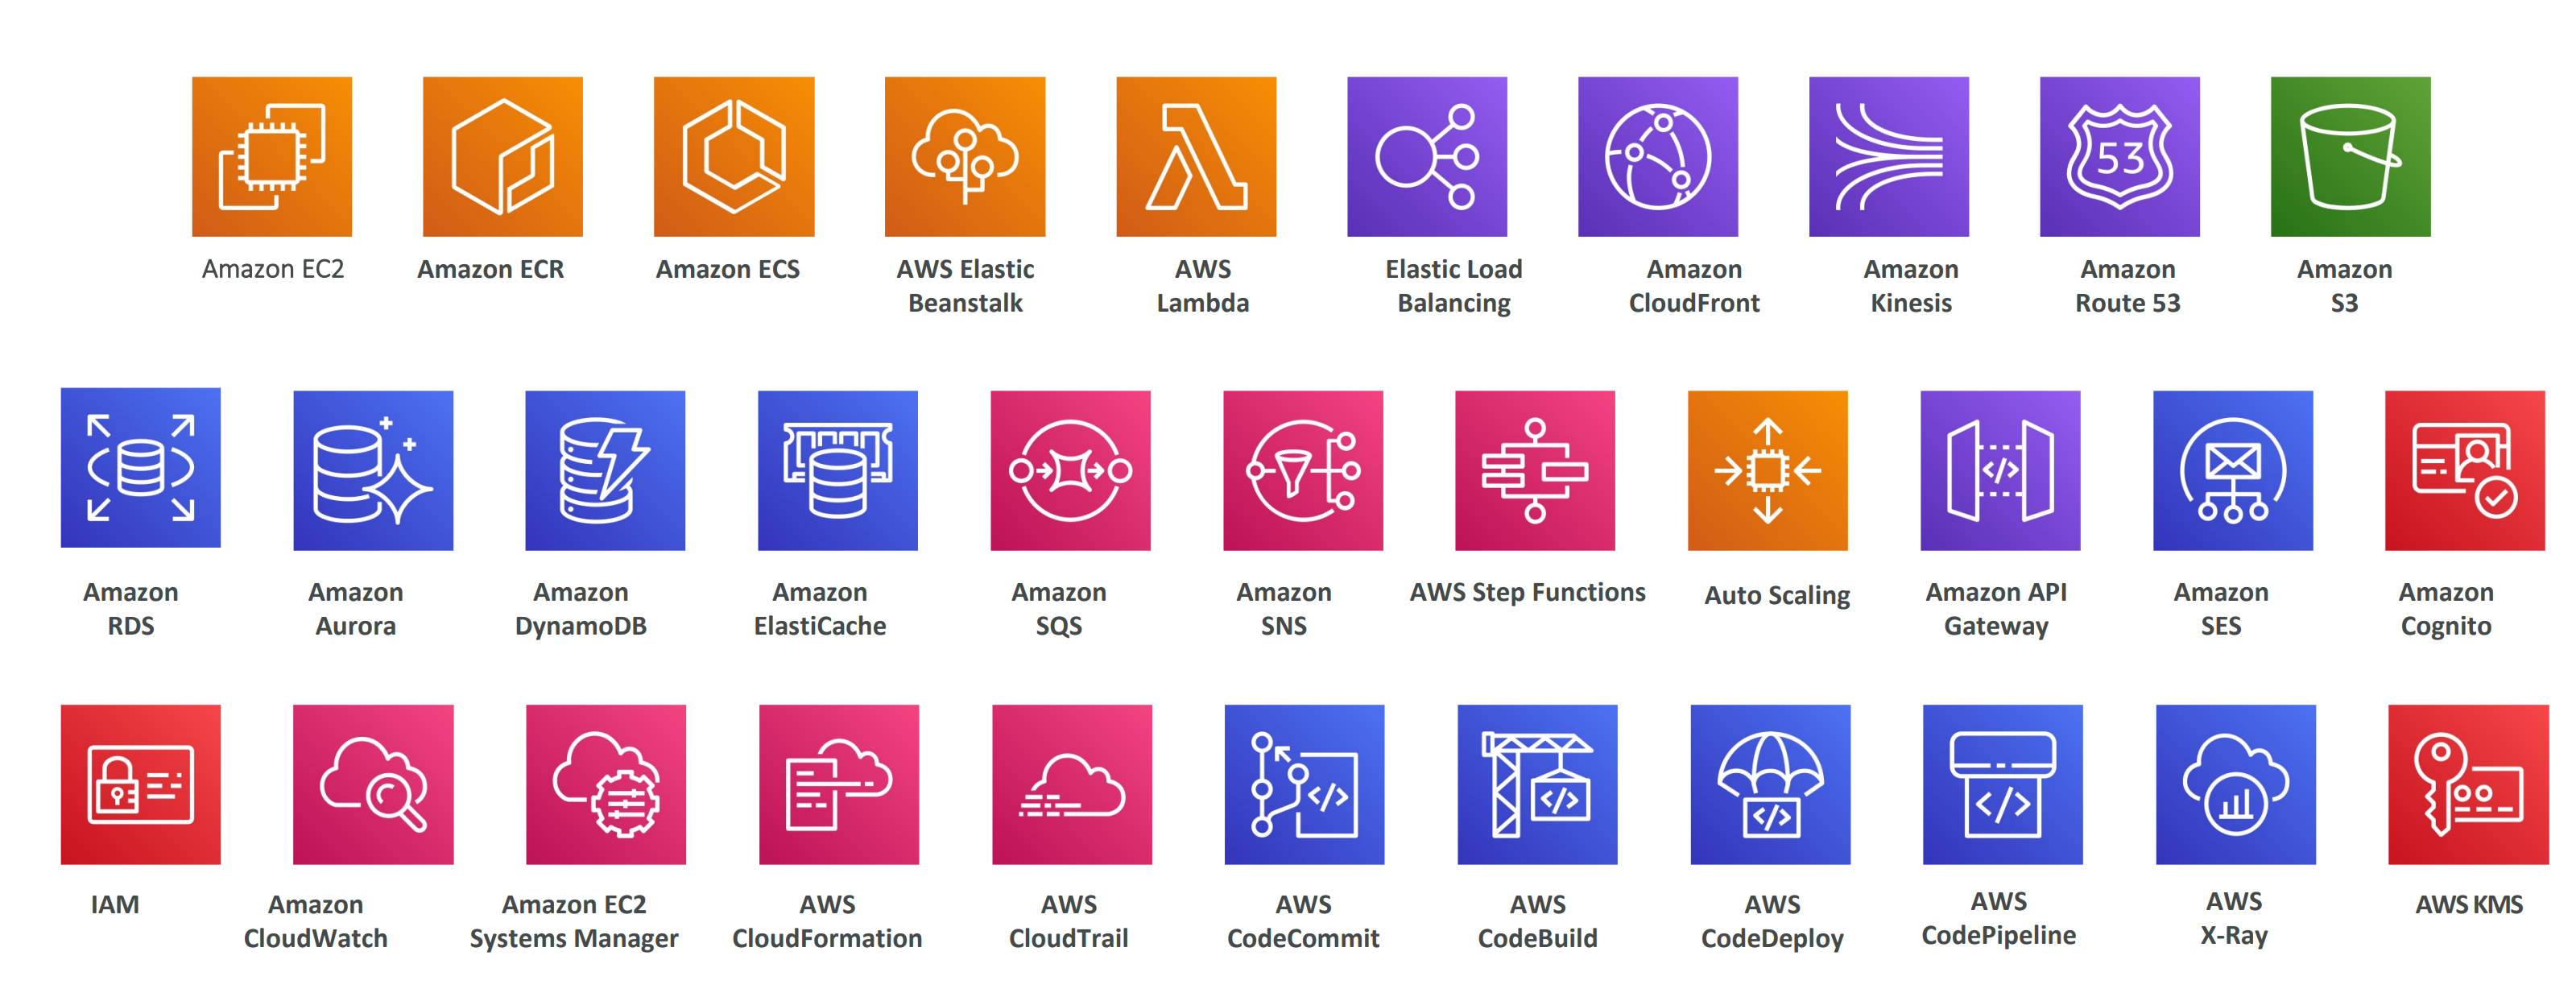 53
Amazon EC2
Amazon ECR
Amazon ECS
AWS Elastic
Beanstalk
AWS
Lambda
Elastic Load
Balancing
Amazon
CloudFront
Amazon
Kinesis
Amazon
Route 53
Amazon
S3
</>
Amazon
RDS
Amazon
Aurora
Amazon
DynamoDB
Amazon
ElastiCache
Amazon
SQS
Amazon
SNS
AWS Step Functions
Auto Scaling
Amazon API
Gateway
Amazon
SES
Amazon
Cognito
</>
</>
</>
</>
IAM
Amazon
CloudWatch
Amazon EC2
Systems Manager
AWS
CloudFormation
AWS
CloudTrail
AWS
CodeCommit
AWS
CodeBuild
AWS
CodeDeploy
AWS
CodePipeline
AWS
X-Ray
AWS KMS